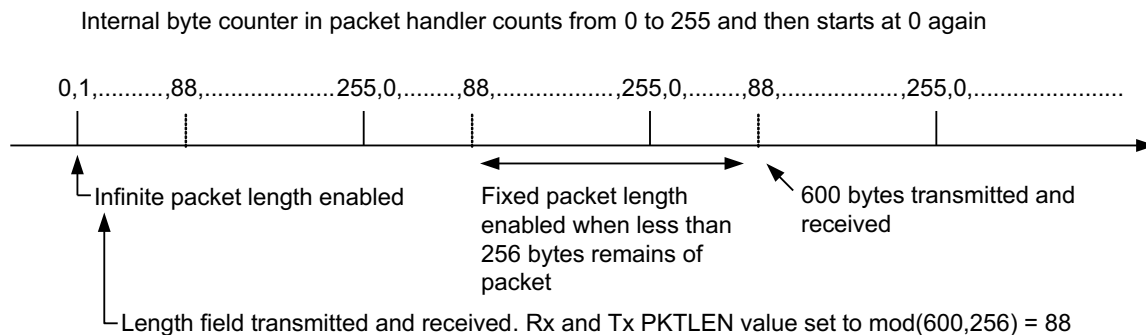 Internal byte counter in packet handler counts from 0 to 255 and then starts at 0 again
0,1,..........,88,....................255,0,........,88,..................,255,0,........,88,..................,255,0,.......................
Infinite packet length enabled
Fixed packet length
enabled when less than
256 bytes remains of
packet
600 bytes transmitted and
received
Length field transmitted and received. Rx and Tx PKTLEN value set to mod(600,256) = 88